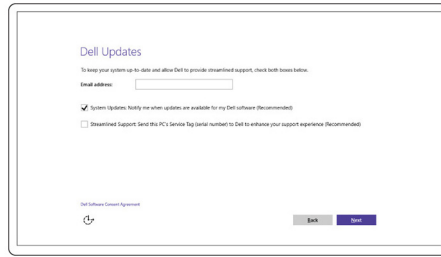 Dell Updates
To keep your system up-to-date and allow Dell to provide streamlined support, check both boxes below.
Email address:
System Updates: Notify me when updates are available for my Dell software (Recommended)
Streamlined Support: Send this PC's Service Tag (serial number) to Dell to enhance your support experience (Recommended)
Dell Software Consent Agreement
Back Next